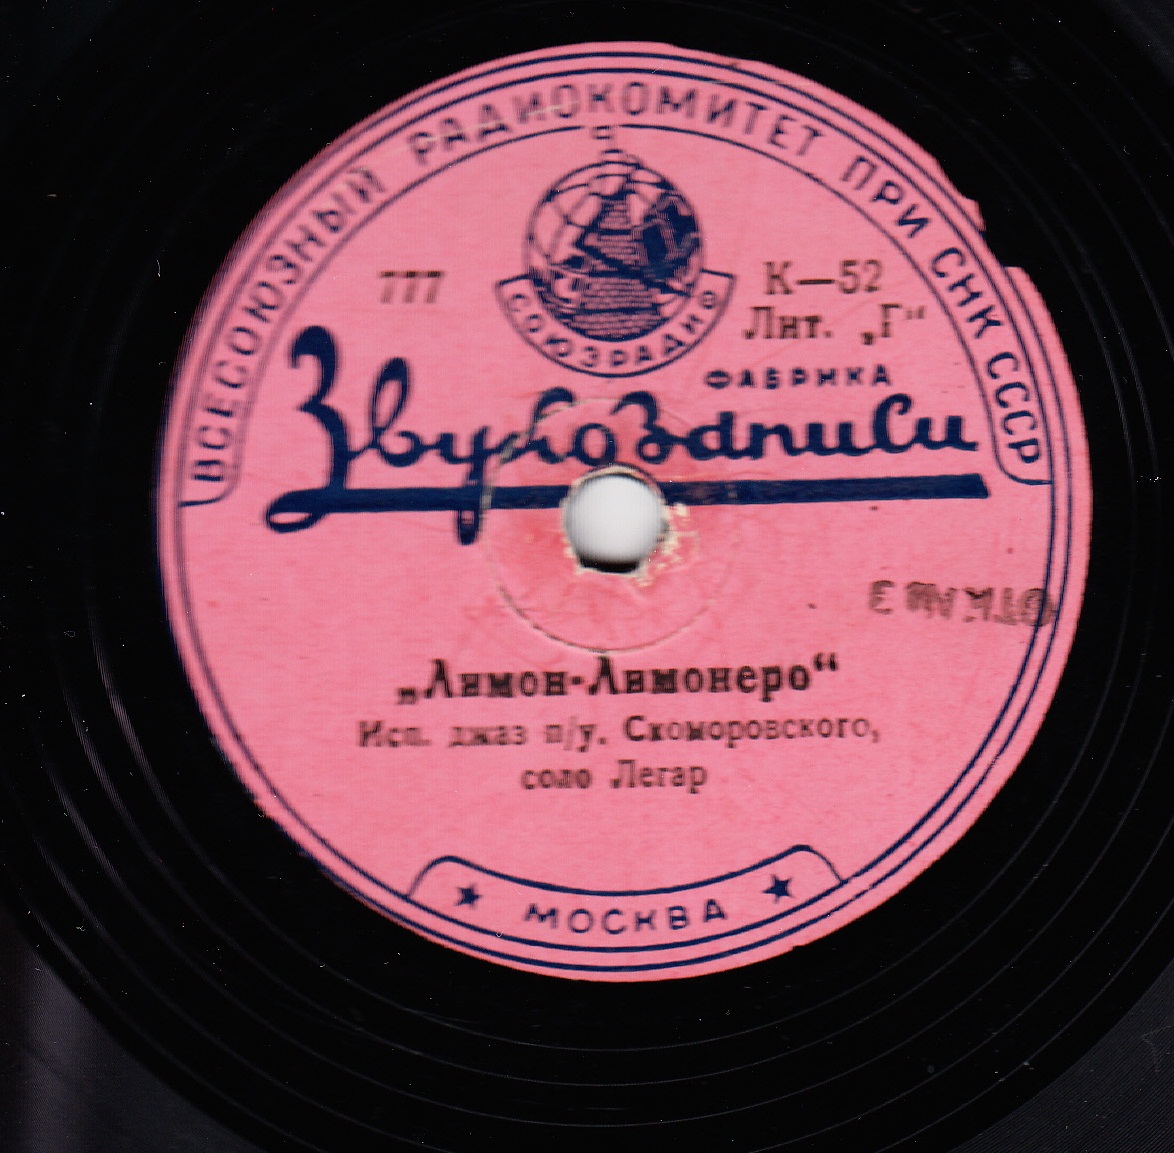 ВСЕСОЮЗНЫЙ РАДИОКОМИТЕТ ПРИ СНК СССР
СОЮЗРАДИО
777
К—52
Лит. „Г“
ФАБРИКА
Звукозаписи
„Лимон-Лимонеро“
Исп. джаз п/у. Скоморовского,
соло Легар
МОСКВА